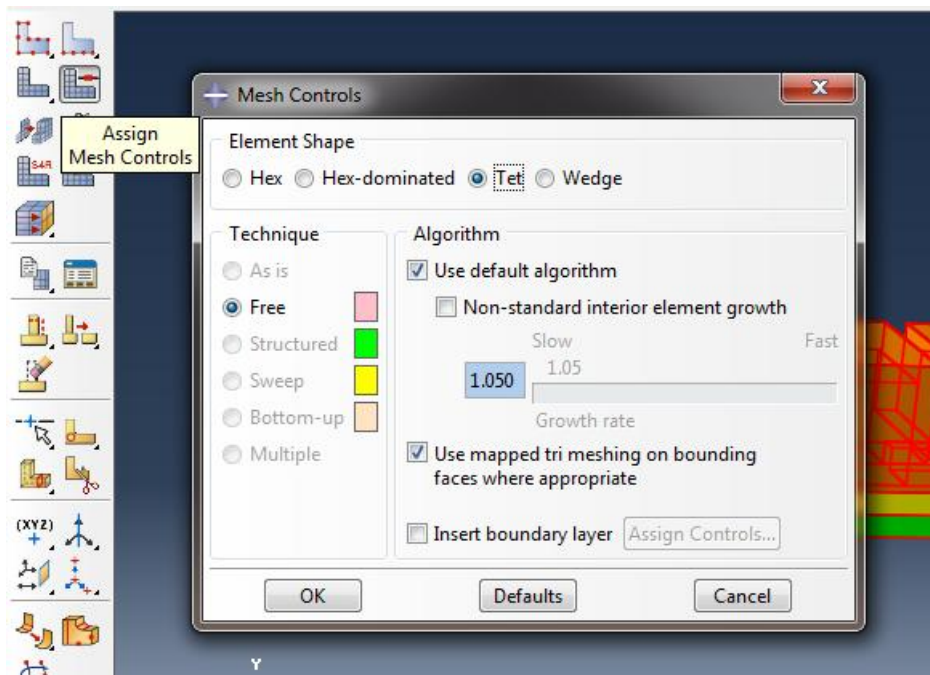 Mesh Controls
Assign
Mesh Controls
S4R
(XYZ)
Element Shape
Hex
Hex-dominated
Tet
Wedge
Technique
As is
Free
Structured
Sweep
Bottom-up
Multiple
Algorithm
Use default algorithm
Non-standard interior element growth
Slow
Fast
1.050
1.05
Growth rate
Use mapped tri meshing on bounding
faces where appropriate
Insert boundary layer
Assign Controls...
OK
Defaults
Cancel
Y